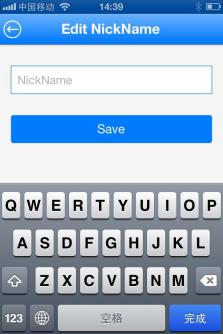 中国移动 14:39
Edit NickName
NickName
Save
Q W E R T Y U I O P
A S D F G H J K L
Z X C V B N M
123 空格 完成